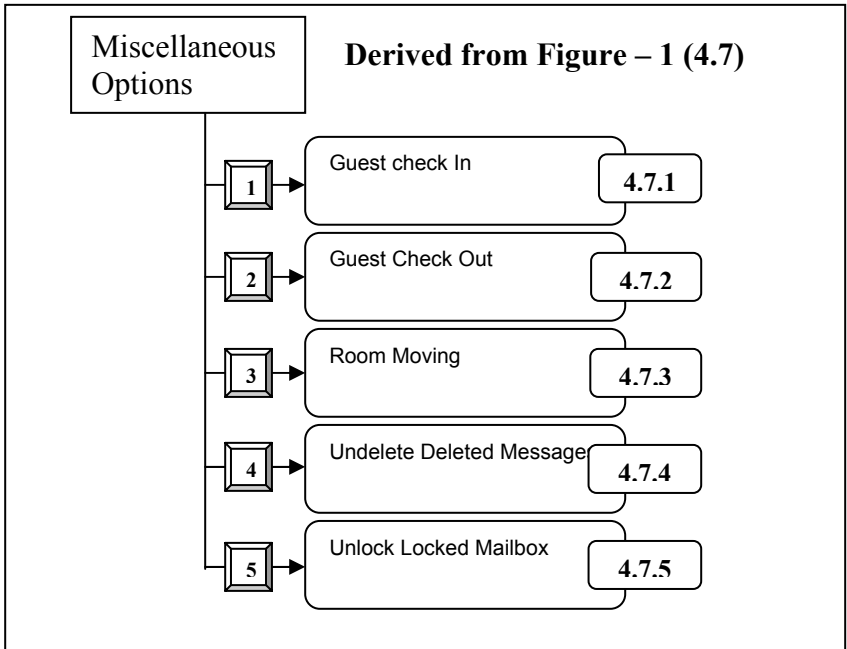 Miscellaneous
Options
Derived from Figure – 1 (4.7)
1
Guest check In
4.7.1
2
Guest Check Out
4.7.2
3
Room Moving
4.7.3
4
Undelete Deleted Message
4.7.4
5
Unlock Locked Mailbox
4.7.5